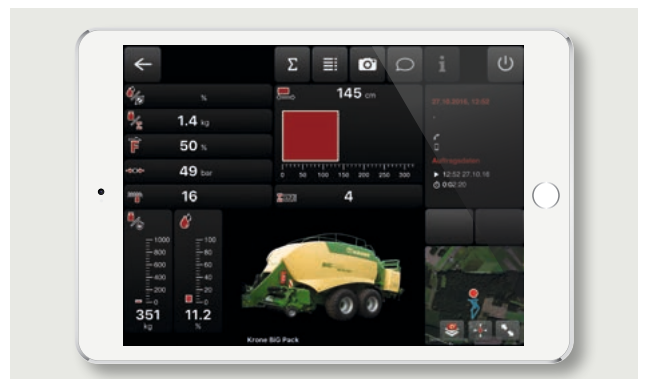 Σ
i
%
1.4 kg
50 %
49 bar
16
145 cm
0 50 100 150 200 250 300
4
27.10.2016, 12:52
Auftragsdaten
12:52 27.10.16
0:02:20
1000
800
600
400
200
0
351
kg
100
80
60
40
20
0
11.2
%
BiG
Krone BiG Pack